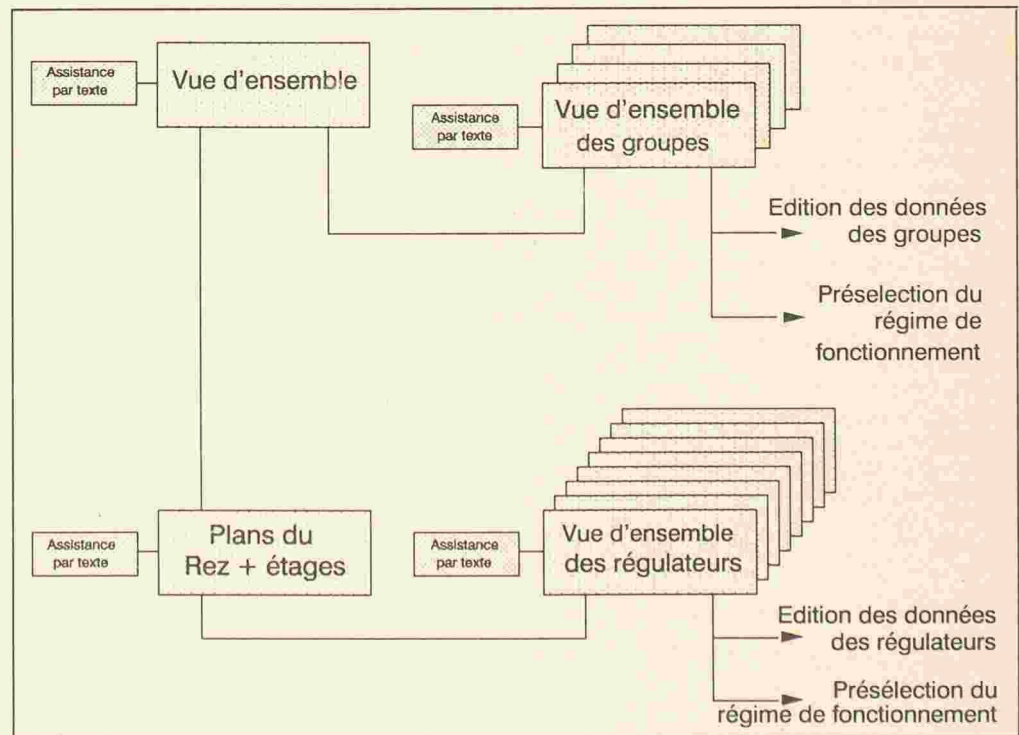 Assistance
par texte
Vue d'ensemble
Assistance
par texte
Vue d'ensemble
des groupes
Edition des données
des groupes
Préselection du
régime de
fonctionnement
Assistance
par texte
Plans du
Rez + étages
Assistance
par texte
Vue d'ensemble
des régulateurs
Edition des données
des régulateurs
Présélection du
régime de fonctionnement